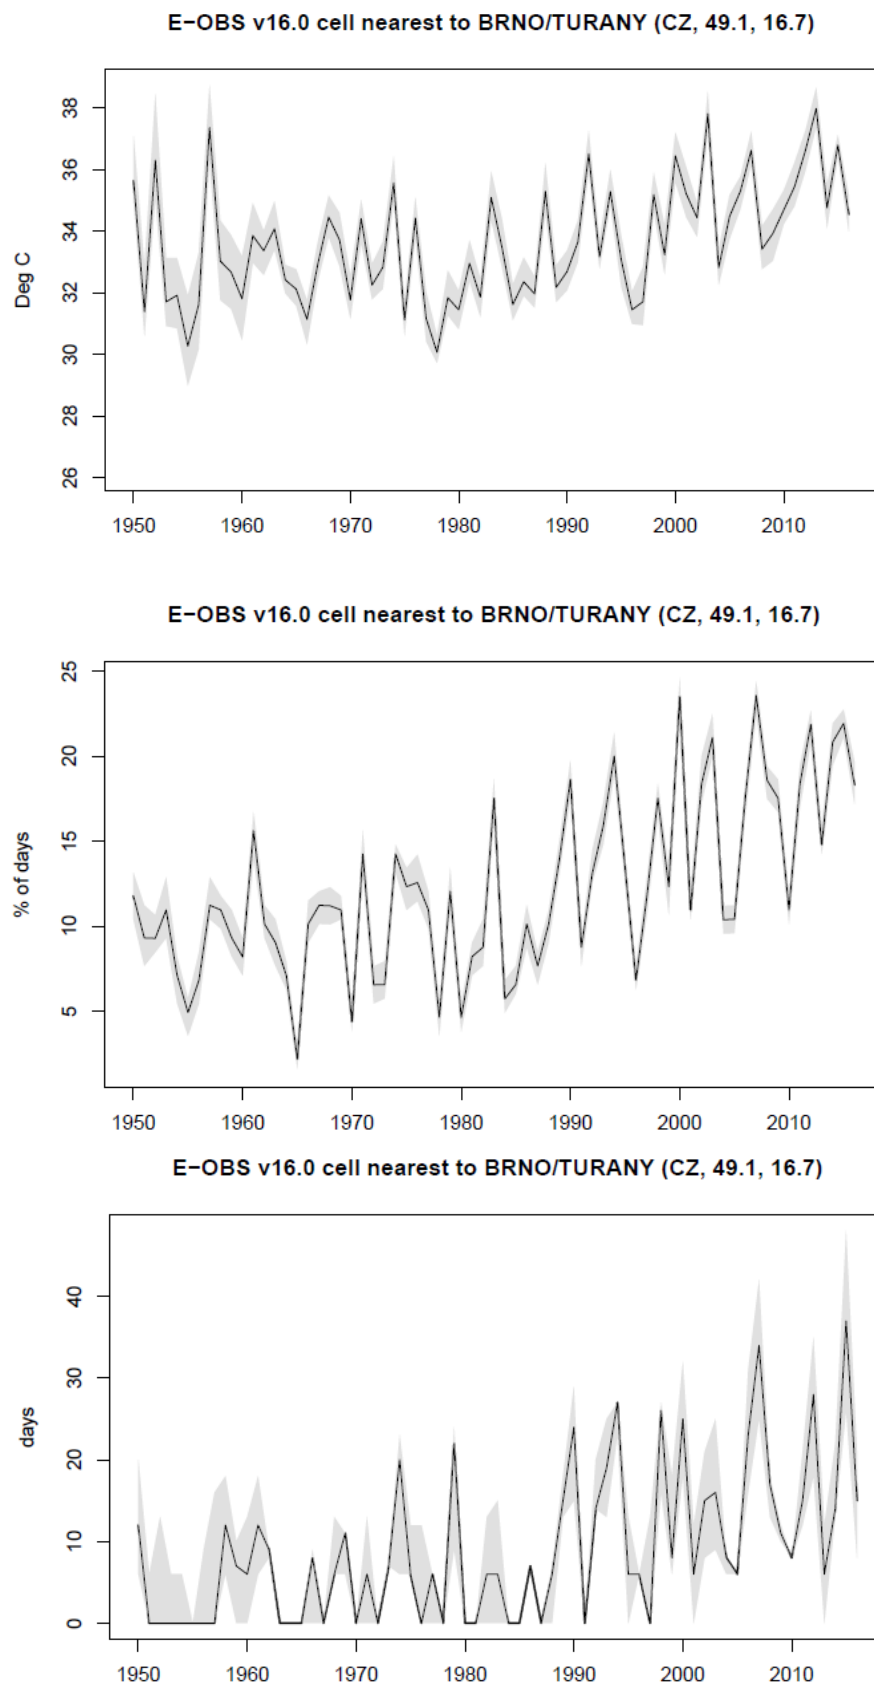 E−OBS v16.0 cell nearest to BRNO/TURANY (CZ, 49.1, 16.7)
Deg C
38
36
34
32
30
28
26
1950 1960 1970 1980 1990 2000 2010
E−OBS v16.0 cell nearest to BRNO/TURANY (CZ, 49.1, 16.7)
% of days
25
20
15
10
5
1950 1960 1970 1980 1990 2000 2010
E−OBS v16.0 cell nearest to BRNO/TURANY (CZ, 49.1, 16.7)
days
40
30
20
10
0
1950 1960 1970 1980 1990 2000 2010